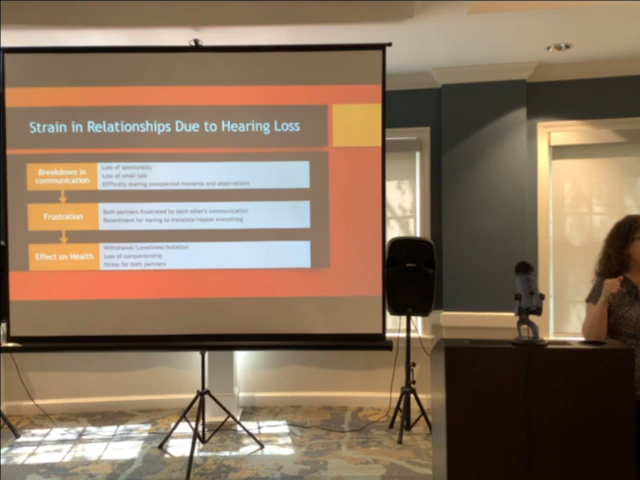 Strain in Relationships Due to Hearing Loss
Breakdown in
communication
Loss of spontaneity
Loss of small talk
Difficulty sharing unexpected moments and observations
Frustration
Both partners frustrated by each other's communication
Resentment for having to translate/repeat everything
Effect on Health
Withdrawal/Loneliness/Isolation
Loss of companionship
Stress for both partners